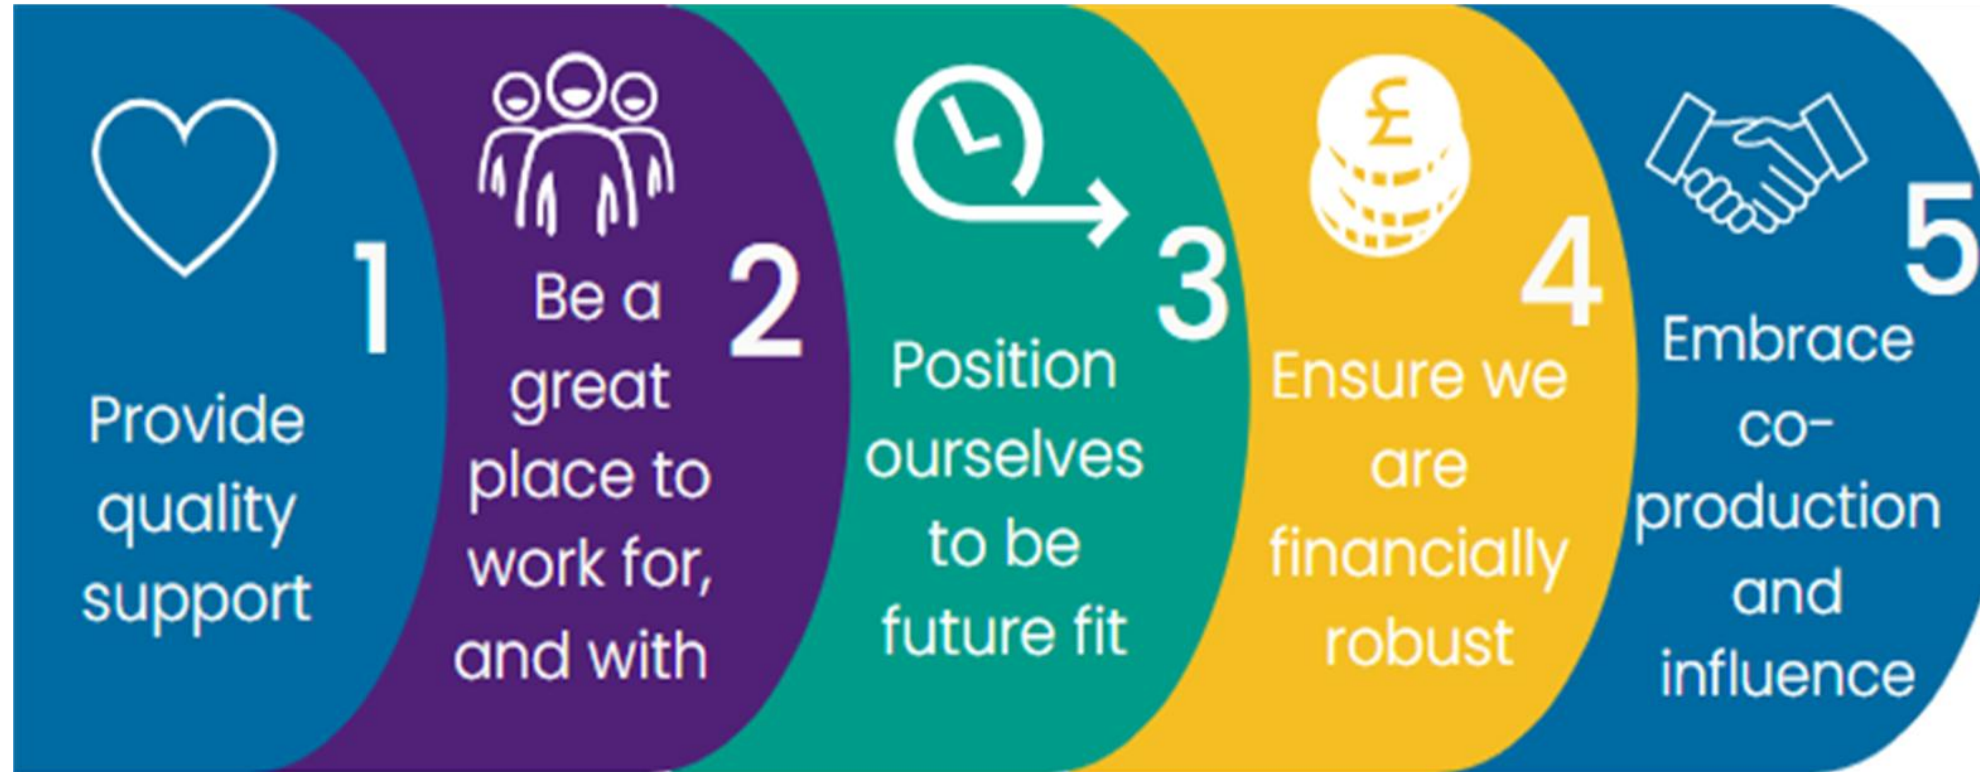 1
Provide
quality
support
2
Be a
great
place to
work for,
and with
3
Position
ourselves
to be
future fit
£
4
Ensure we
are
financially
robust
5
Embrace
co-
production
and
influence